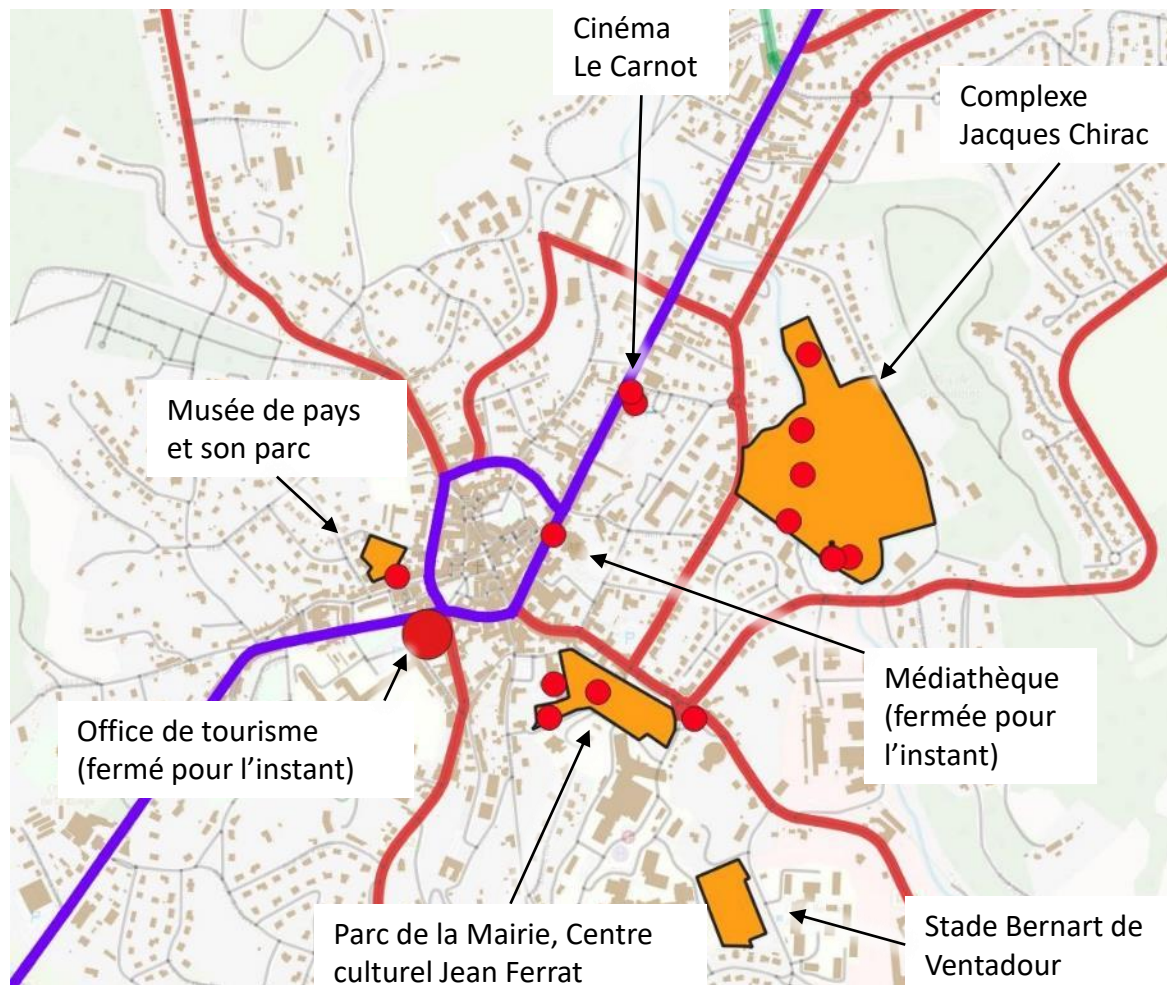 Cinéma
Le Carnot
Complexe
Jacques Chirac
Musée de pays
et son parc
Office de tourisme
(fermé pour l'instant)
Médiathèque
(fermée pour
l'instant)
Parc de la Mairie, Centre
culturel Jean Ferrat
Stade Bernart de
Ventadour
P